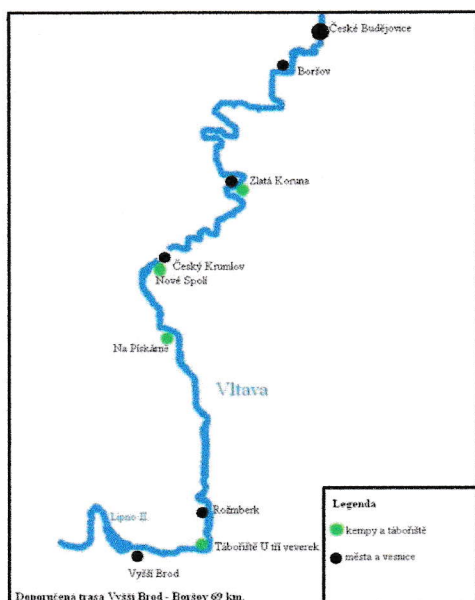 České Budějovice
Boršov
Zlatá Koruna
Český Krumlov
Nové Spolí
Na Pískárně
Vltava
Rožmberk
Lipno II.
Tábořiště U tří veverek
Vyšší Brod
Legenda
kempy a tábořiště
města a vesnice
Doporučená trasa Vyšší Brod - Boršov 69 km.